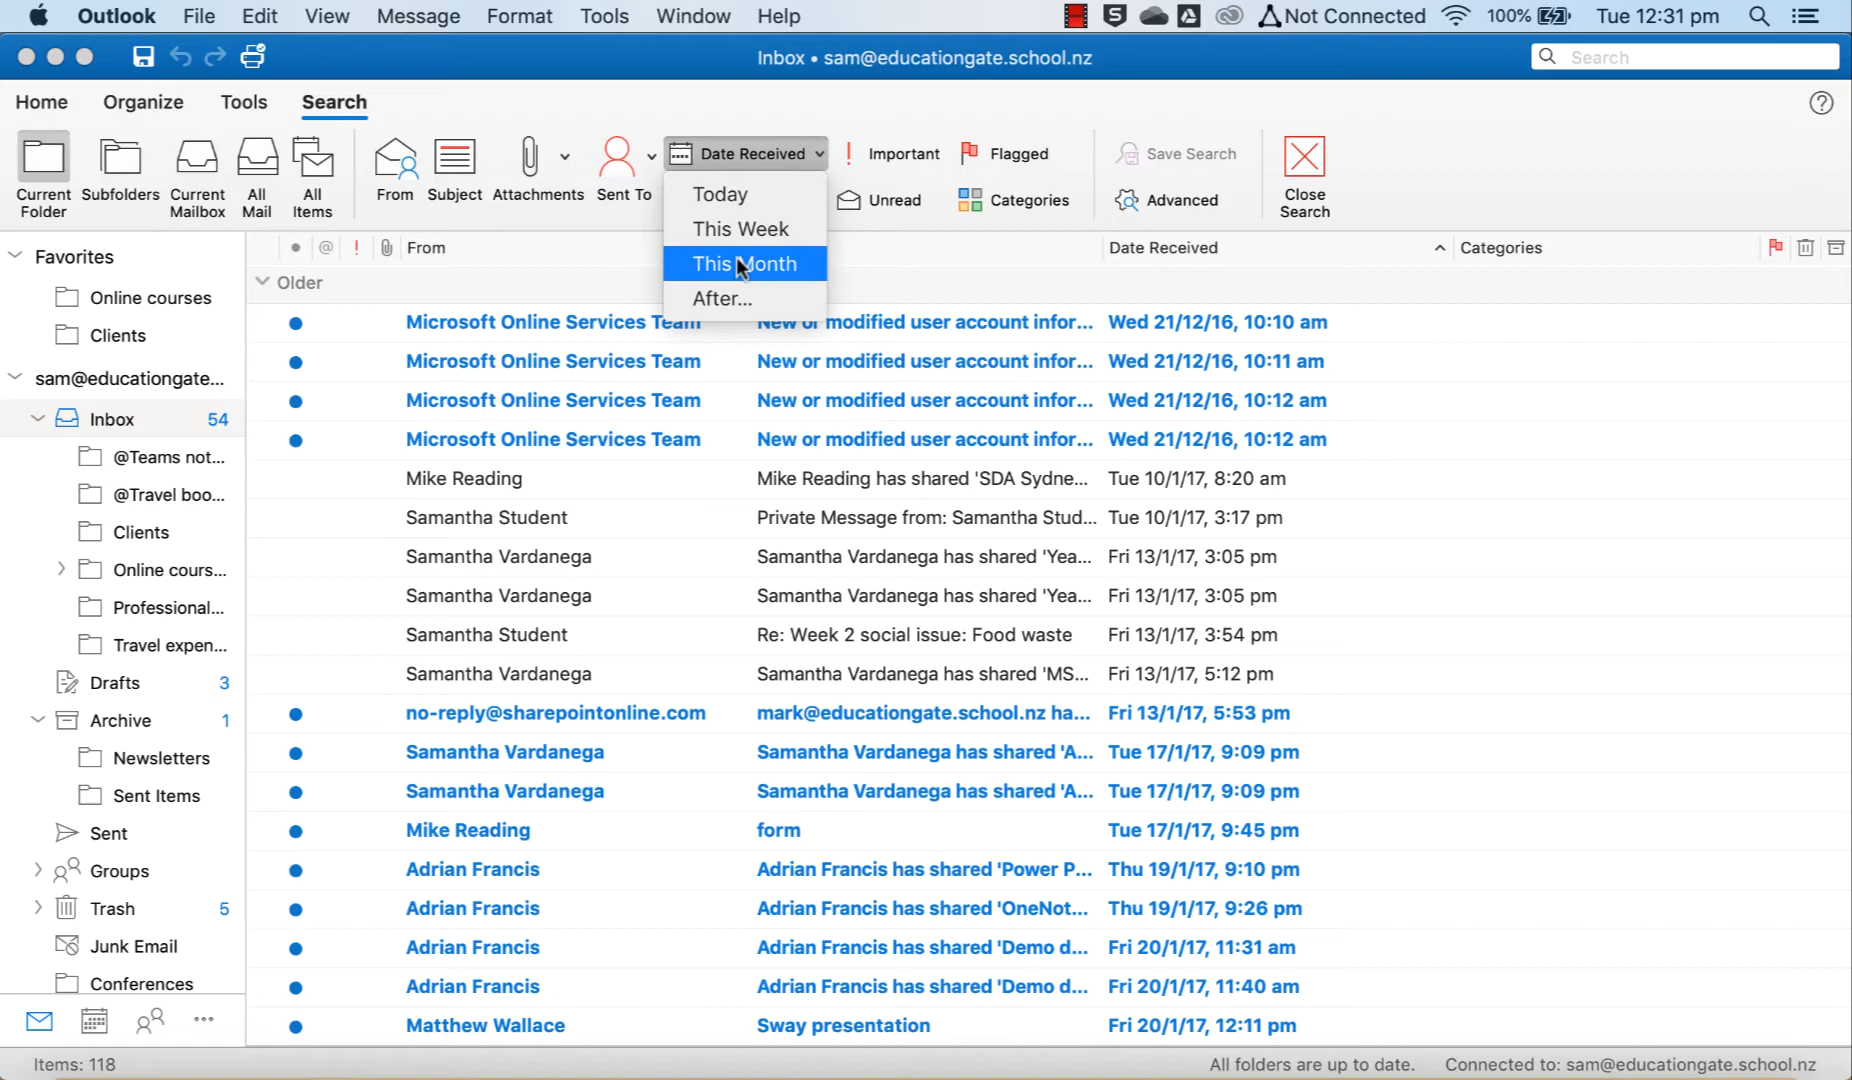 Outlook File Edit View Message Format Tools Window Help Not Connected 100% Tue 12:31 pm
Inbox • sam@educationgate.school.nz Search
Home Organize Tools Search
Current Folder Subfolders Current Mailbox All Mail All Items From Subject Attachments Sent To Date Received Important Flagged Save Search
Unread Categories Advanced Close Search
Today
This Week
This Month
After...
From Date Received Categories
Older
Favorites
Online courses
Clients
sam@educationgate...
Inbox 54
@Teams not...
@Travel boo...
Clients
Online cours...
Professional...
Travel expen...
Drafts 3
Archive 1
Newsletters
Sent Items
Sent
Groups
Trash 5
Junk Email
Conferences
Microsoft Online Services Team New or modified user account infor... Wed 21/12/16, 10:10 am
Microsoft Online Services Team New or modified user account infor... Wed 21/12/16, 10:11 am
Microsoft Online Services Team New or modified user account infor... Wed 21/12/16, 10:12 am
Microsoft Online Services Team New or modified user account infor... Wed 21/12/16, 10:12 am
Mike Reading Mike Reading has shared 'SDA Sydne... Tue 10/1/17, 8:20 am
Samantha Student Private Message from: Samantha Stud... Tue 10/1/17, 3:17 pm
Samantha Vardanega Samantha Vardanega has shared 'Yea... Fri 13/1/17, 3:05 pm
Samantha Vardanega Samantha Vardanega has shared 'Yea... Fri 13/1/17, 3:05 pm
Samantha Student Re: Week 2 social issue: Food waste Fri 13/1/17, 3:54 pm
Samantha Vardanega Samantha Vardanega has shared 'MS... Fri 13/1/17, 5:12 pm
no-reply@sharepointonline.com mark@educationgate.school.nz ha... Fri 13/1/17, 5:53 pm
Samantha Vardanega Samantha Vardanega has shared 'A... Tue 17/1/17, 9:09 pm
Samantha Vardanega Samantha Vardanega has shared 'A... Tue 17/1/17, 9:09 pm
Mike Reading form Tue 17/1/17, 9:45 pm
Adrian Francis Adrian Francis has shared 'Power P... Thu 19/1/17, 9:10 pm
Adrian Francis Adrian Francis has shared 'OneNot... Thu 19/1/17, 9:26 pm
Adrian Francis Adrian Francis has shared 'Demo d... Fri 20/1/17, 11:31 am
Adrian Francis Adrian Francis has shared 'Demo d... Fri 20/1/17, 11:40 am
Matthew Wallace Sway presentation Fri 20/1/17, 12:11 pm
Items: 118 All folders are up to date. Connected to: sam@educationgate.school.nz